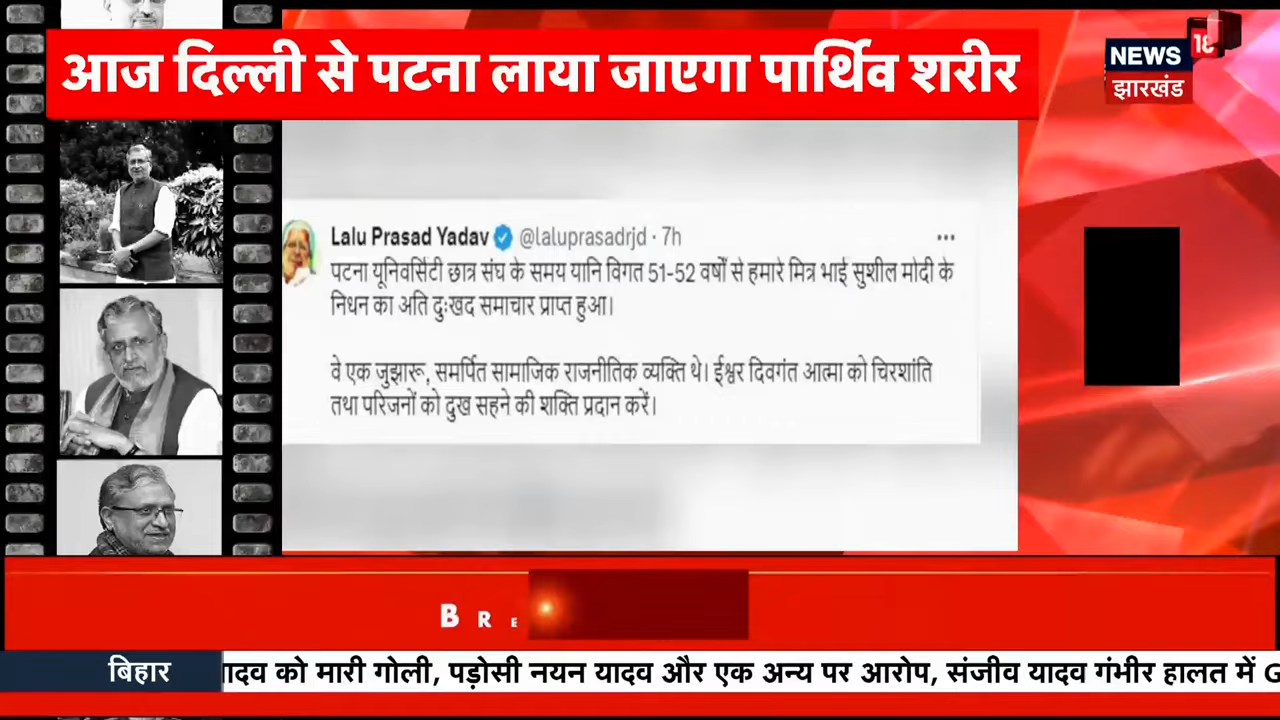 आज दिल्ली से पटना लाया जाएगा पार्थिव शरीर
NEWS 18
झारखंड
Lalu Prasad Yadav @laluprasadrjd · 7h
पटना यूनिवर्सिटी छात्र संघ के समय यानि विगत 51-52 वर्षों से हमारे मित्र भाई सुशील मोदी के
निधन का अति दुःखद समाचार प्राप्त हुआ।
वे एक जुझारू, समर्पित सामाजिक राजनीतिक व्यक्ति थे। ईश्वर दिवगंत आत्मा को चिरशांति
तथा परिजनों को दुख सहने की शक्ति प्रदान करें।
B R E
बिहार
यादव को मारी गोली, पड़ोसी नयन यादव और एक अन्य पर आरोप, संजीव यादव गंभीर हालत में G